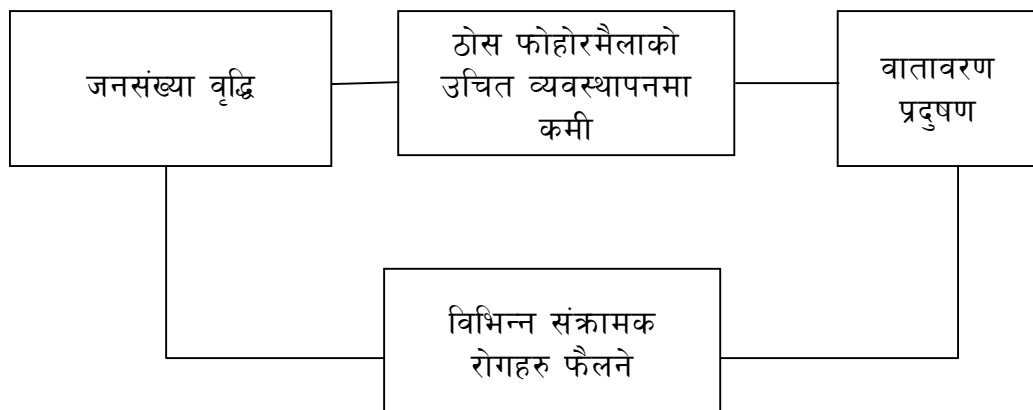 जनसंख्या वृद्धि
ठोस फोहोरमैलाको
उचित व्यवस्थापनमा
कमी
वातावरण
प्रदुषण
विभिन्न संक्रामक
रोगहरु फैलने